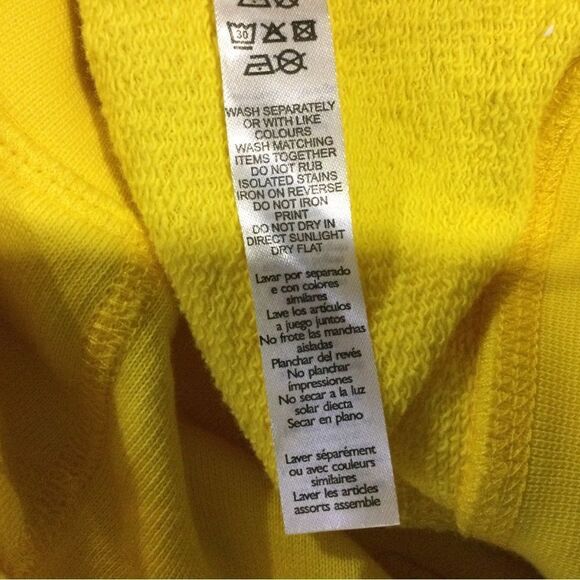 30
WASH SEPARATELY
OR WITH LIKE
COLOURS
WASH MATCHING
ITEMS TOGETHER
DO NOT RUB
ISOLATED STAINS
IRON ON REVERSE
DO NOT IRON
PRINT
DO NOT DRY IN
DIRECT SUNLIGHT
DRY FLAT
Lavar por separado
e con colores
similares
Lave los artículos
a juego juntos
No frote las manchas
aisladas
Planchar del revés
No planchar
ímpressiones
No secar a la luz
solar diecta
Secar en plano
Laver séparément
ou avec couleurs
similaires
Laver les articles
assorts assemble